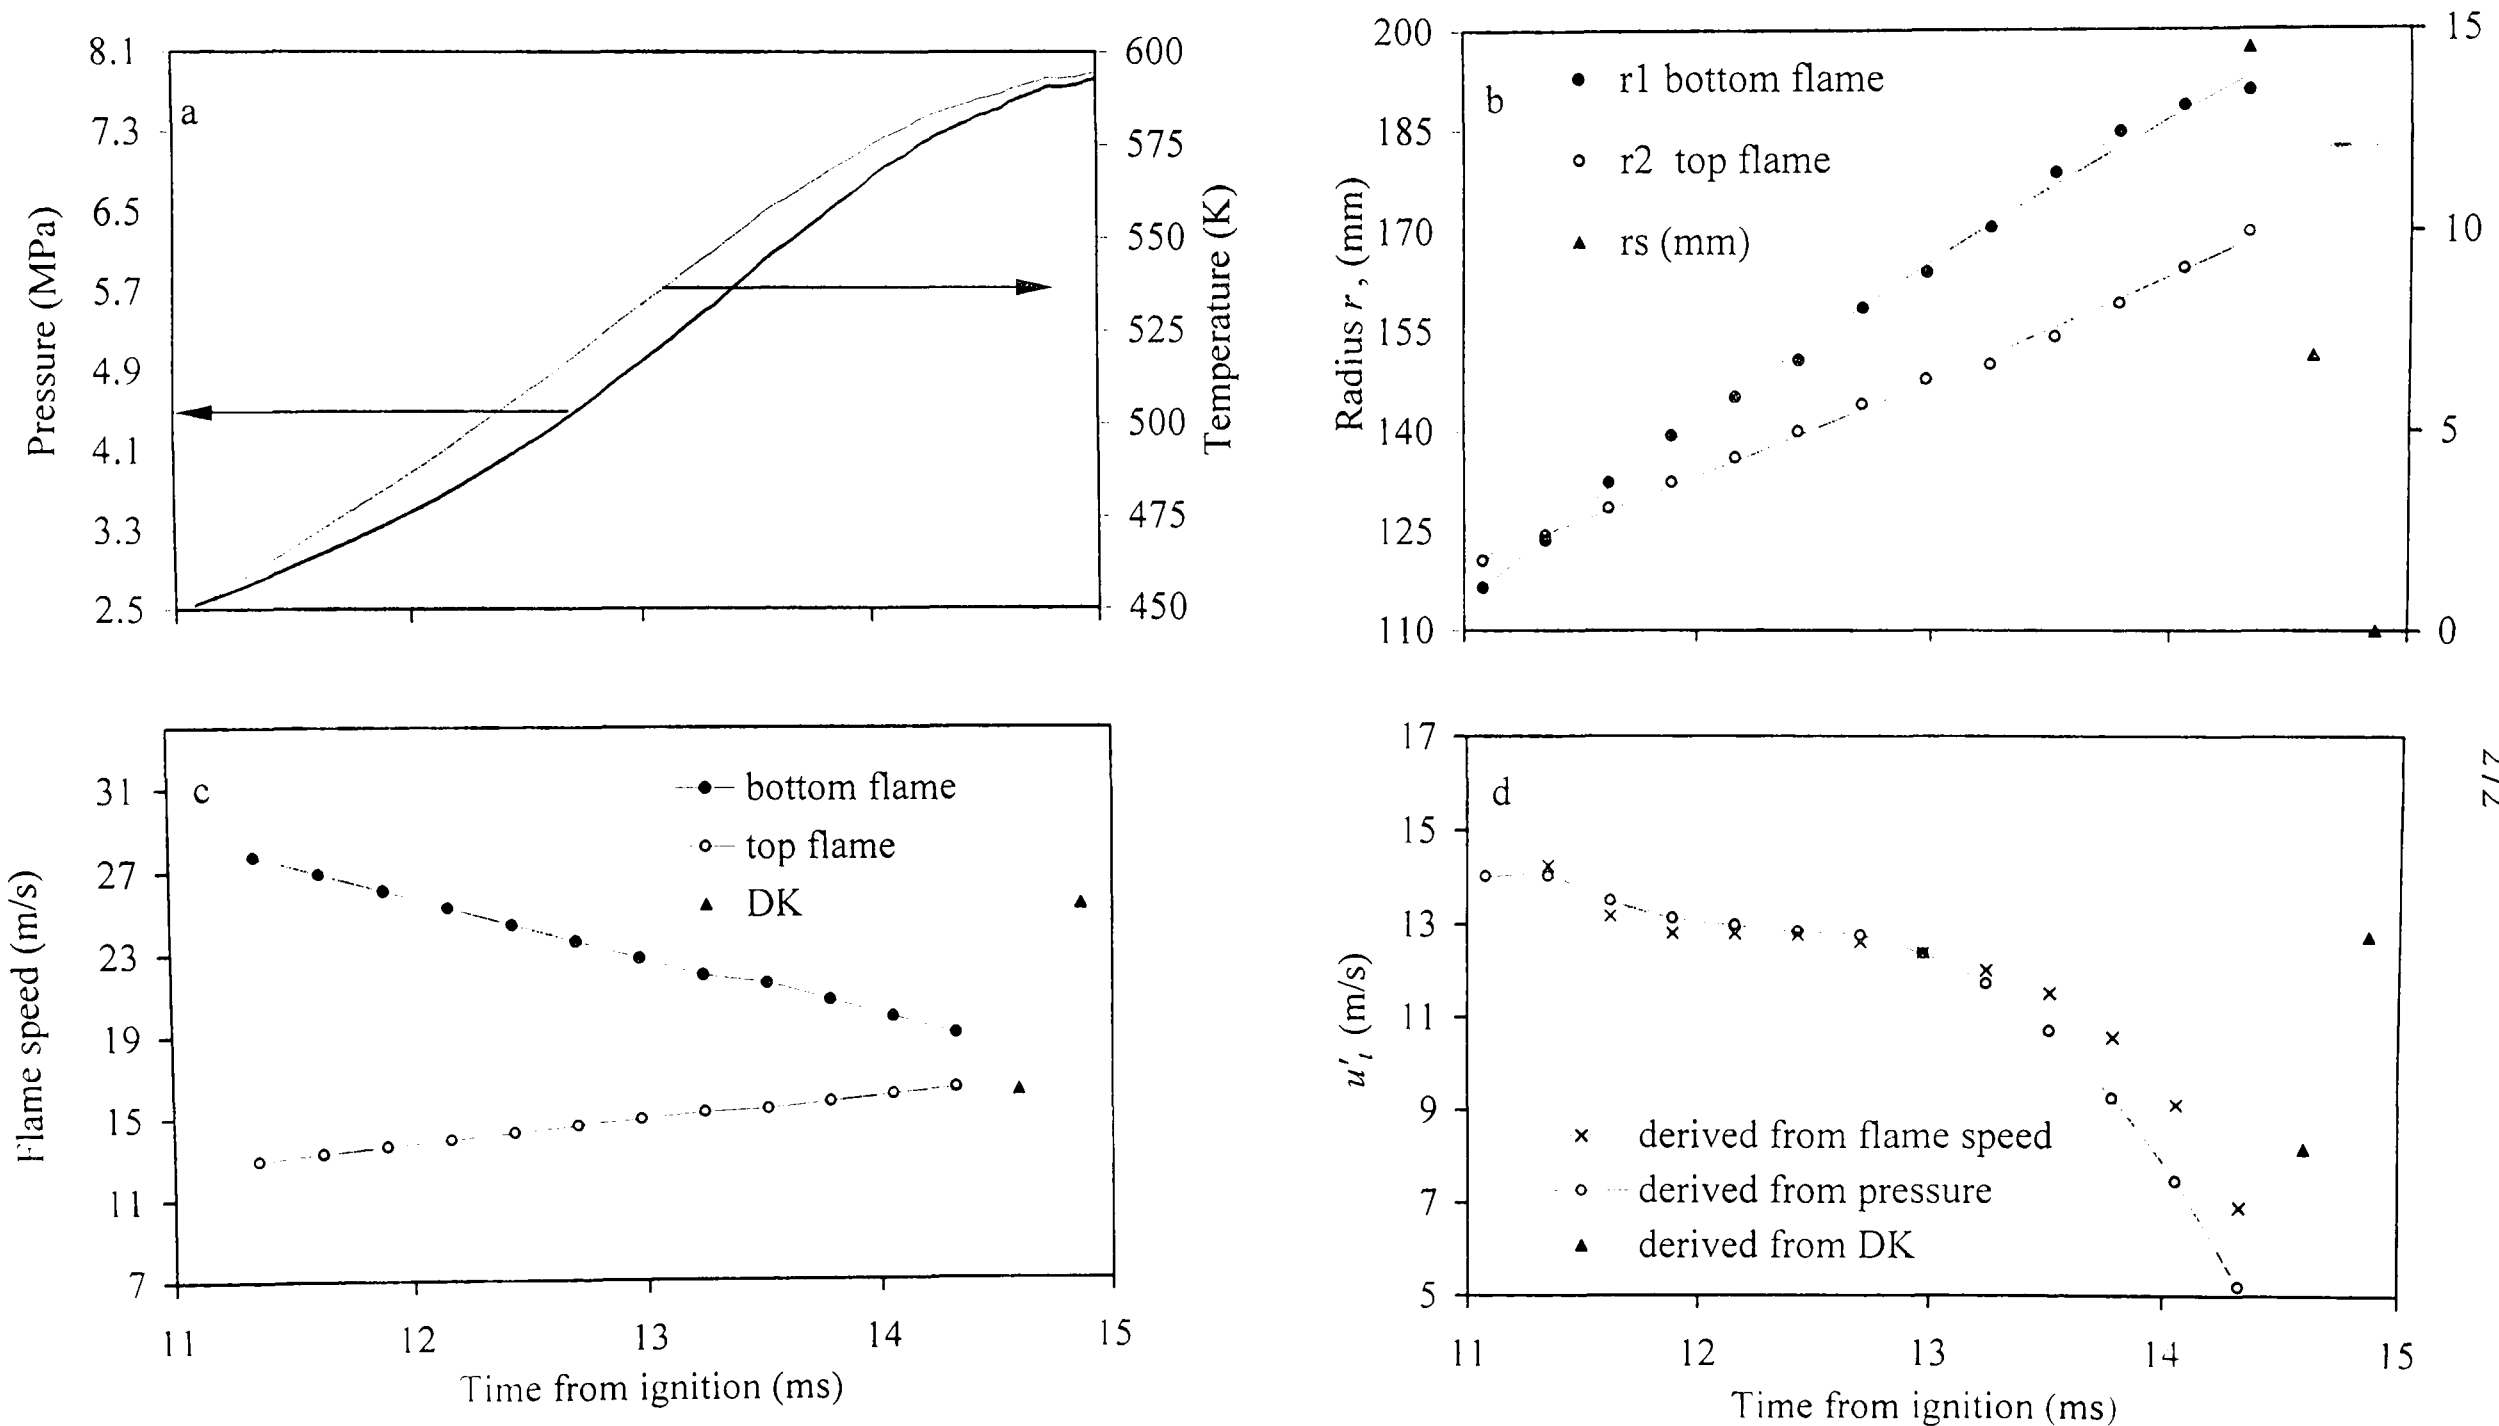 a
8.1
7.3
6.5
5.7
4.9
4.1
3.3
2.5
Pressure (MPa)
600
575
550
525
500
475
450
Temperature (K)
b
r1 bottom flame
r2 top flame
rs (mm)
200
185
170
155
140
125
110
Radius r, (mm)
15
10
5
0
c
bottom flame
top flame
DK
31
27
23
19
15
11
7
Flame speed (m/s)
11 12 13 14 15
Time from ignition (ms)
d
17
15
13
11
9
7
5
u'l (m/s)
derived from flame speed
derived from pressure
derived from DK
11 12 13 14 15
Time from ignition (ms)
7/7